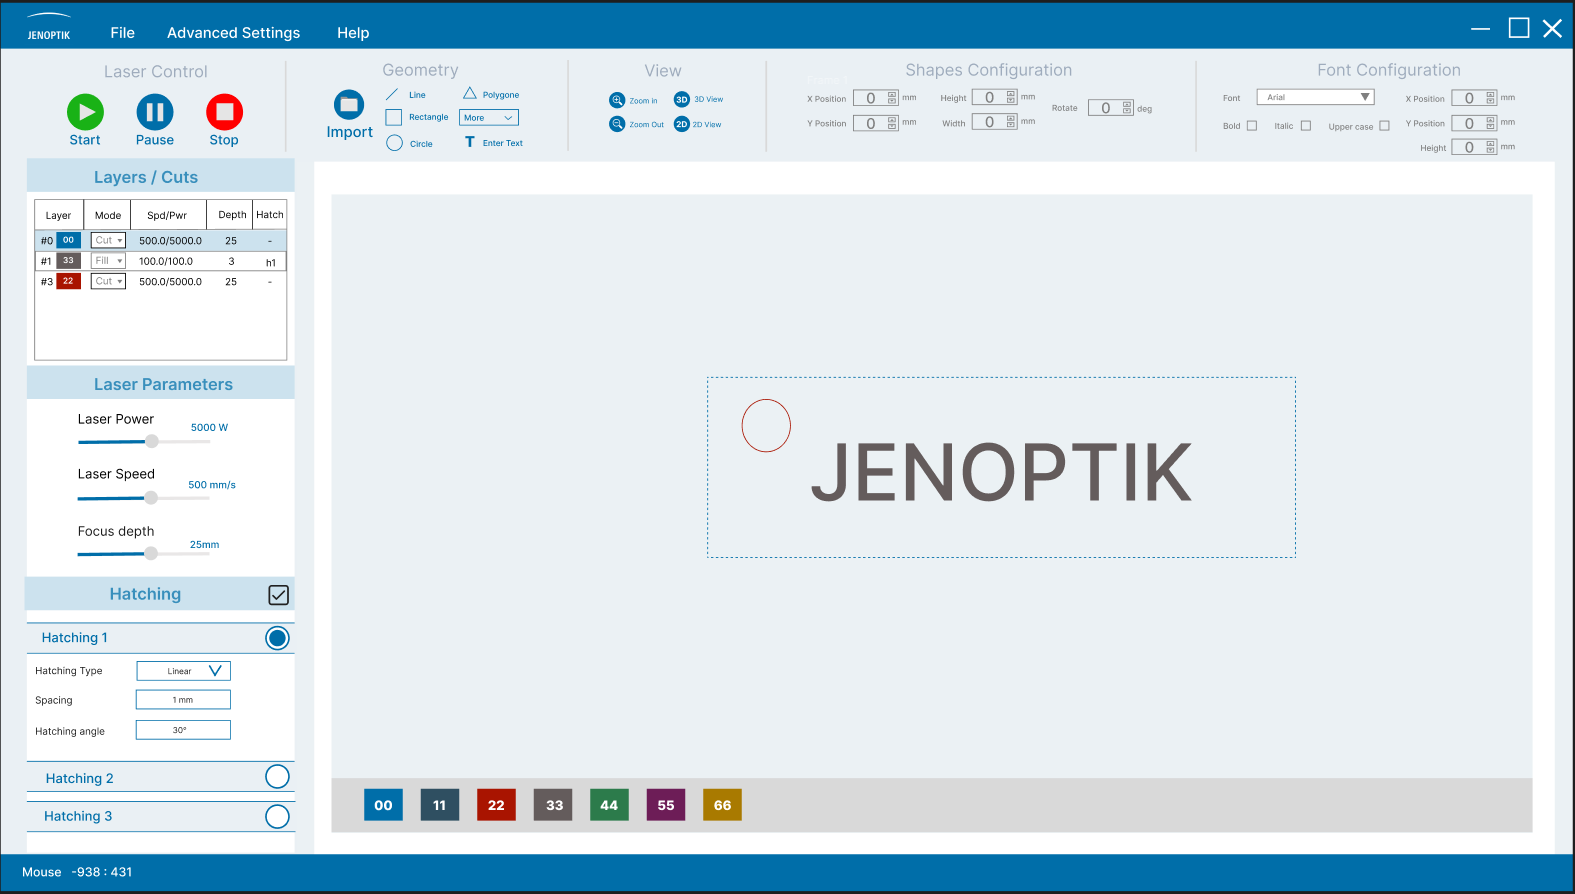 JENOPTIK File Advanced Settings Help
Laser Control
Start Pause Stop
Geometry
Import
Line Polygone
Rectangle More
Circle T Enter Text
View
Zoom in 3D 3D View
Zoom Out 2D 2D View
Shapes Configuration
X Position 0 mm Height 0 mm Rotate 0 deg
Y Position 0 mm Width 0 mm
Font Configuration
Font Arial X Position 0 mm
Bold Italic Upper case Y Position 0 mm
Height 0 mm
Layers / Cuts
Layer Mode Spd/Pwr Depth Hatch
#0 00 Cut 500.0/5000.0 25 -
#1 33 Fill 100.0/100.0 3 h1
#3 22 Cut 500.0/5000.0 25 -
Laser Parameters
Laser Power 5000 W
Laser Speed 500 mm/s
Focus depth 25mm
Hatching
Hatching 1
Hatching Type Linear
Spacing 1 mm
Hatching angle 30°
Hatching 2
Hatching 3
JENOPTIK
00 11 22 33 44 55 66
Mouse -938 : 431